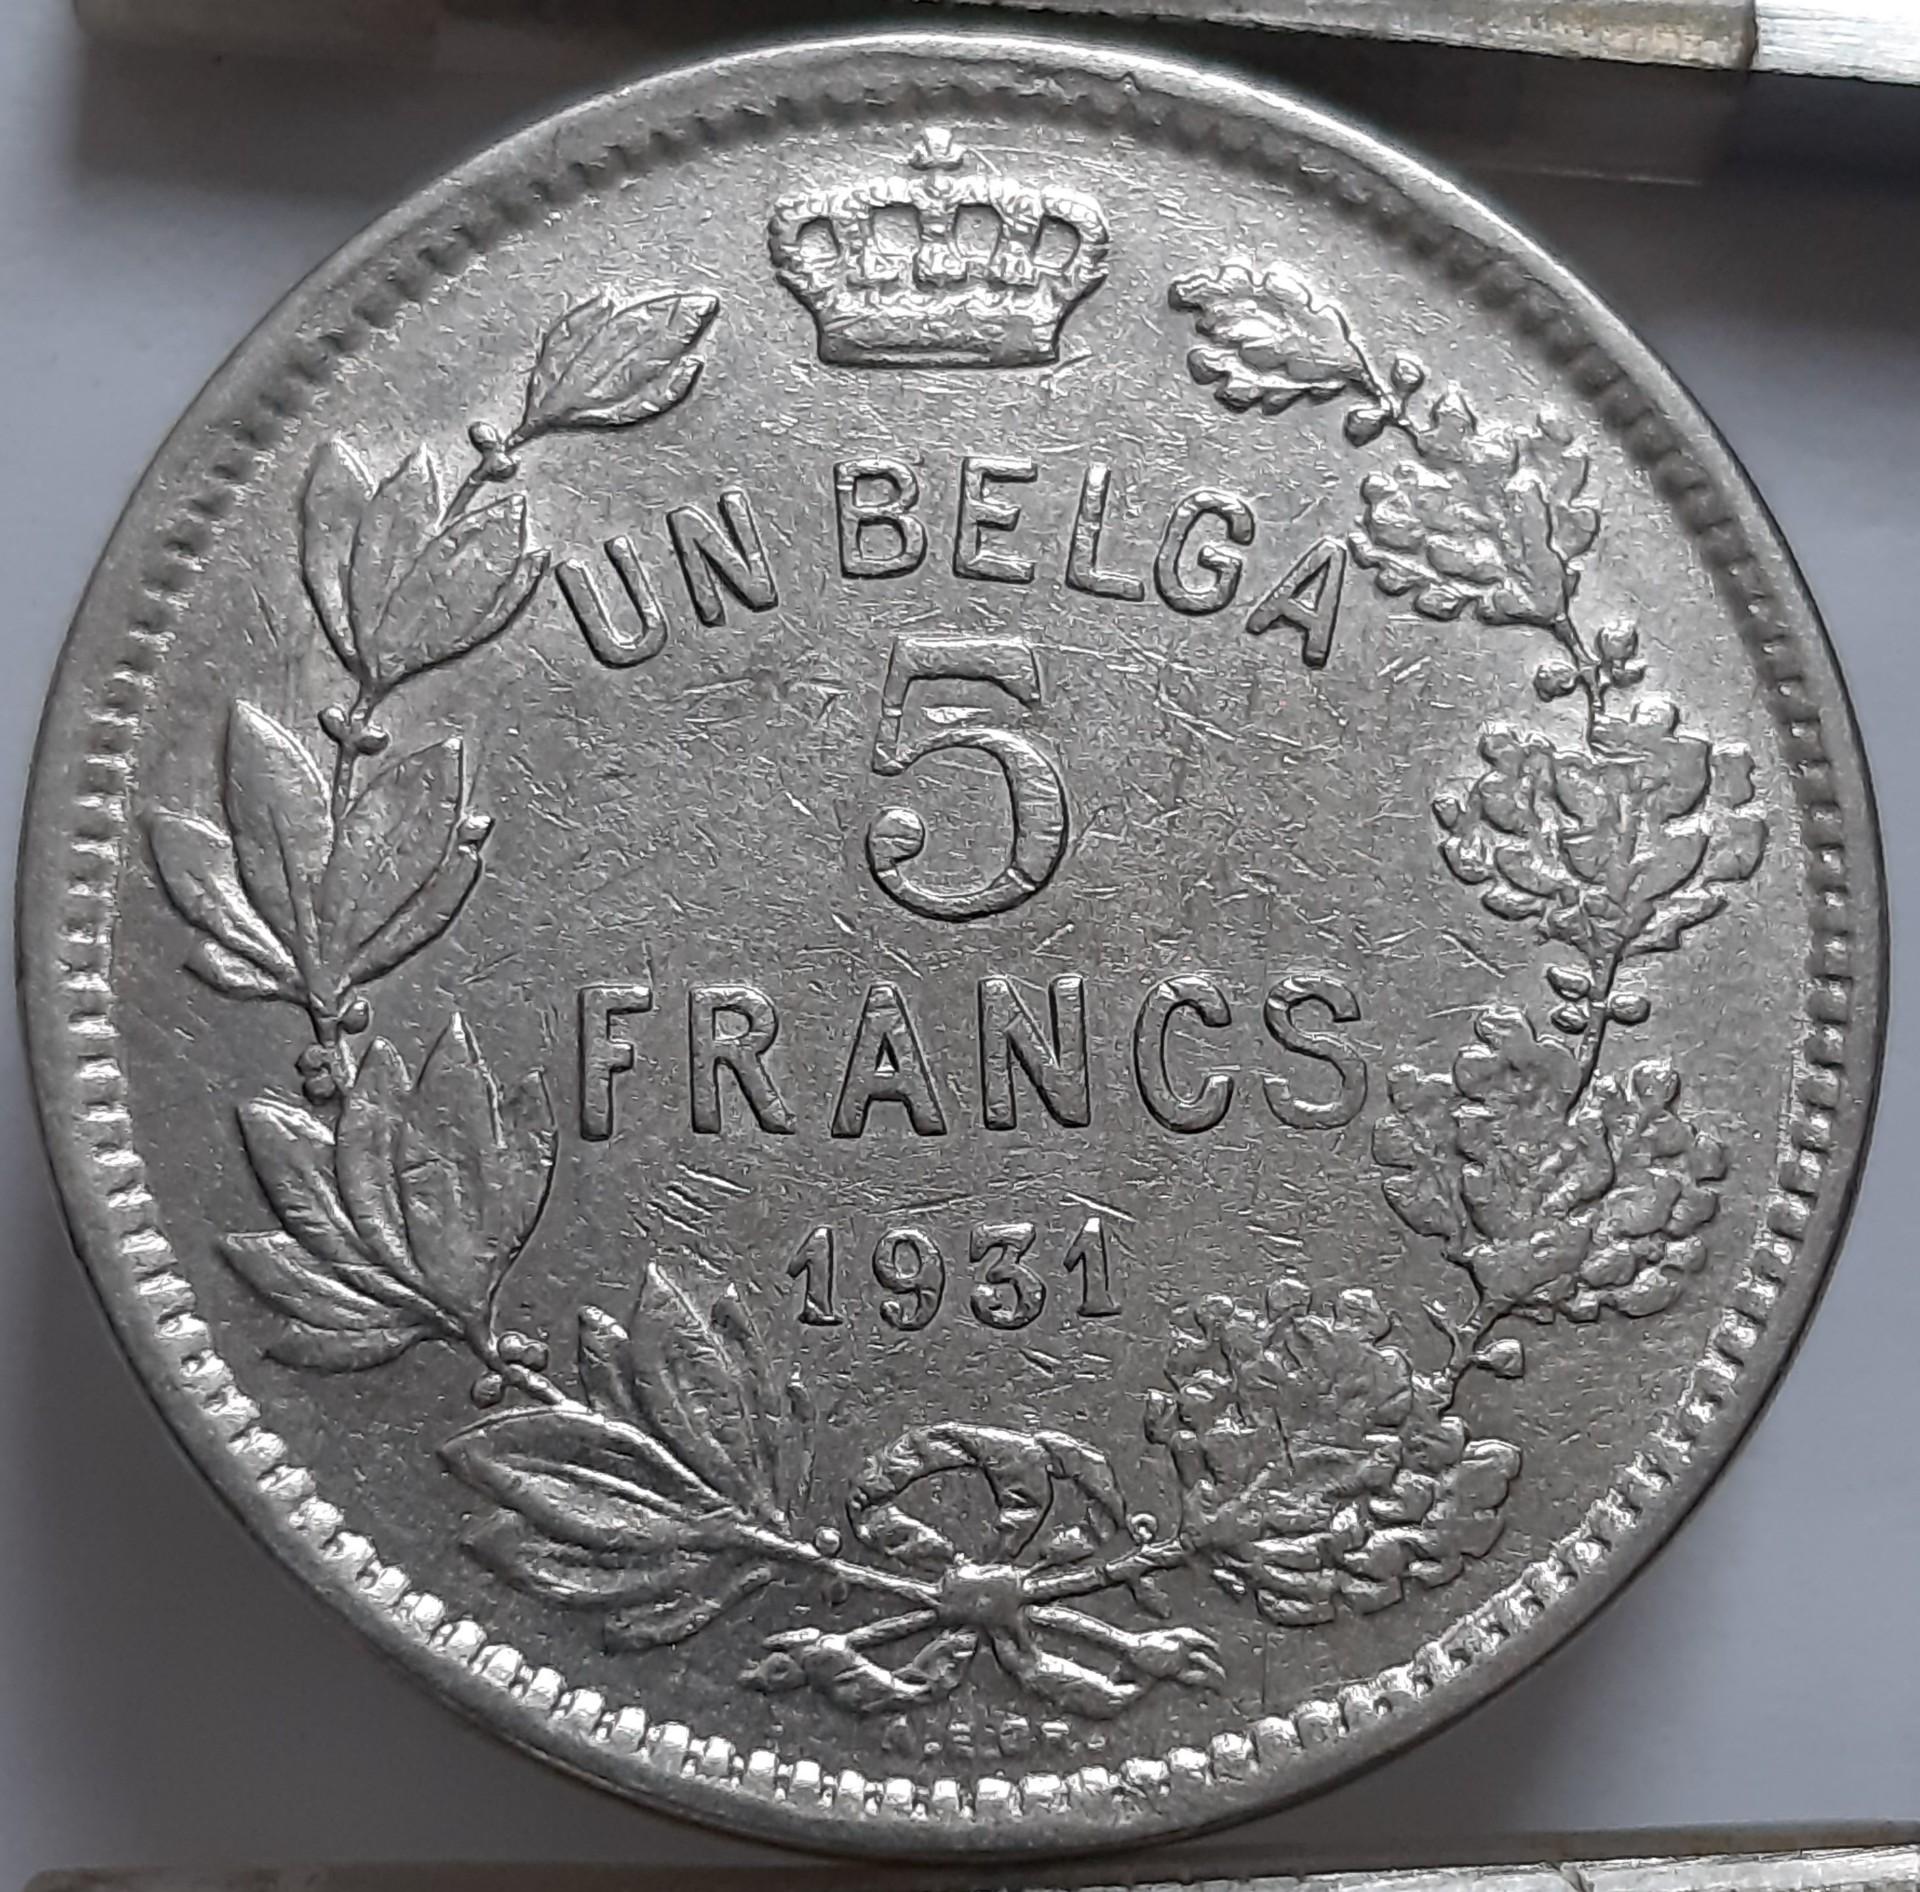 UN BELGA
5
FRANCS
1931